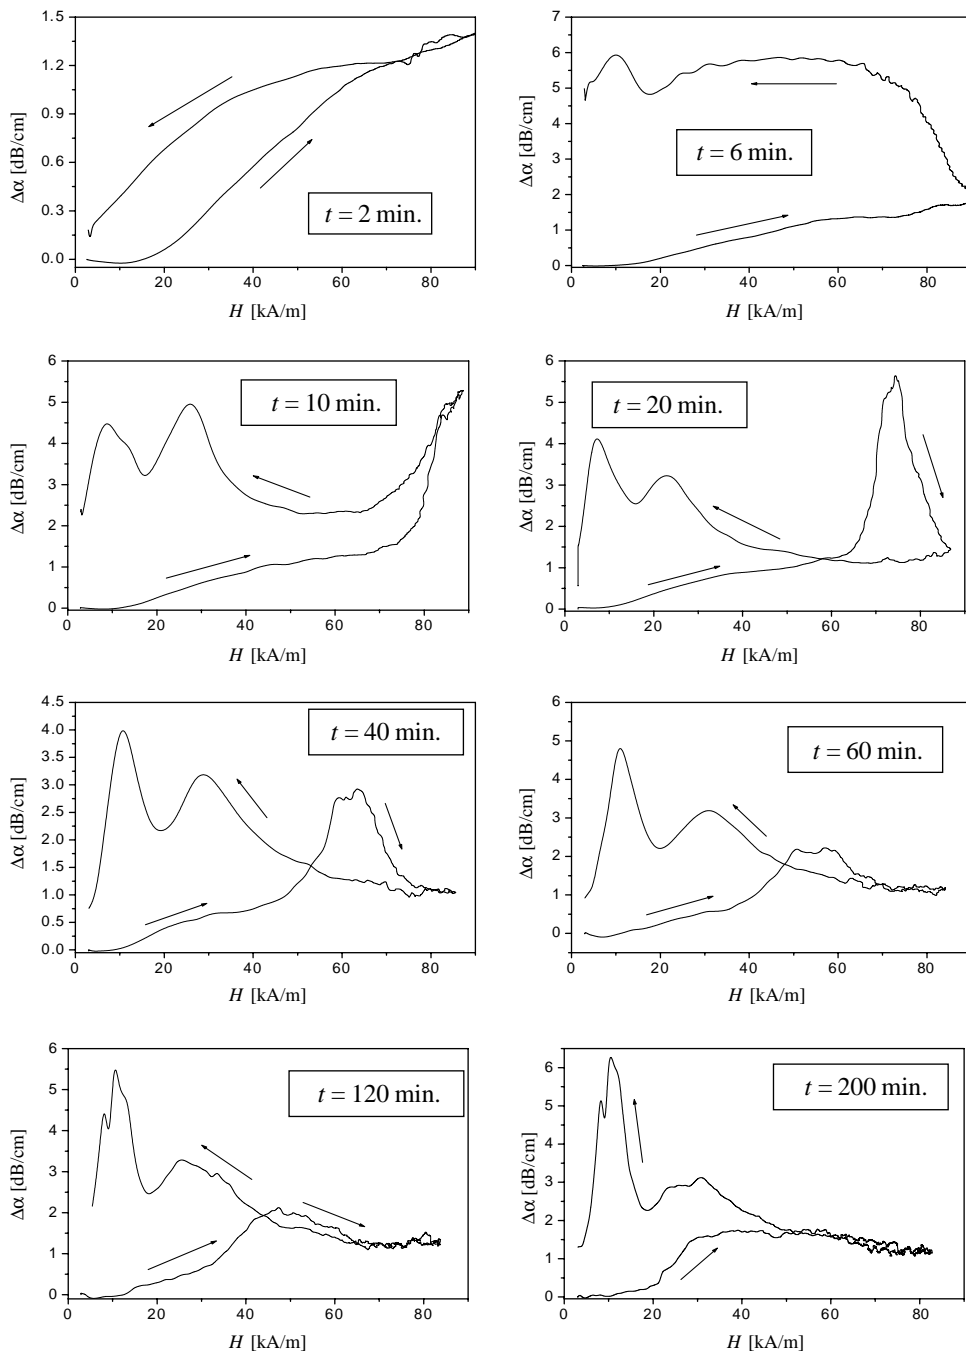 1.5
1.2
0.9
0.6
0.3
0.0
Δα [dB/cm]
t = 2 min.
0 20 40 60 80
H [kA/m]
7
6
5
4
3
2
1
0
Δα [dB/cm]
t = 6 min.
0 20 40 60 80
H [kA/m]
6
5
4
3
2
1
0
Δα [dB/cm]
t = 10 min.
0 20 40 60 80
H [kA/m]
6
5
4
3
2
1
0
Δα [dB/cm]
t = 20 min.
0 20 40 60 80
H [kA/m]
4.5
4.0
3.5
3.0
2.5
2.0
1.5
1.0
0.5
0.0
Δα [dB/cm]
t = 40 min.
0 20 40 60 80
H [kA/m]
6
5
4
3
2
1
0
Δα [dB/cm]
t = 60 min.
0 20 40 60 80
H [kA/m]
6
5
4
3
2
1
0
Δα [dB/cm]
t = 120 min.
0 20 40 60 80
H [kA/m]
6
5
4
3
2
1
0
Δα [dB/cm]
t = 200 min.
0 20 40 60 80
H [kA/m]